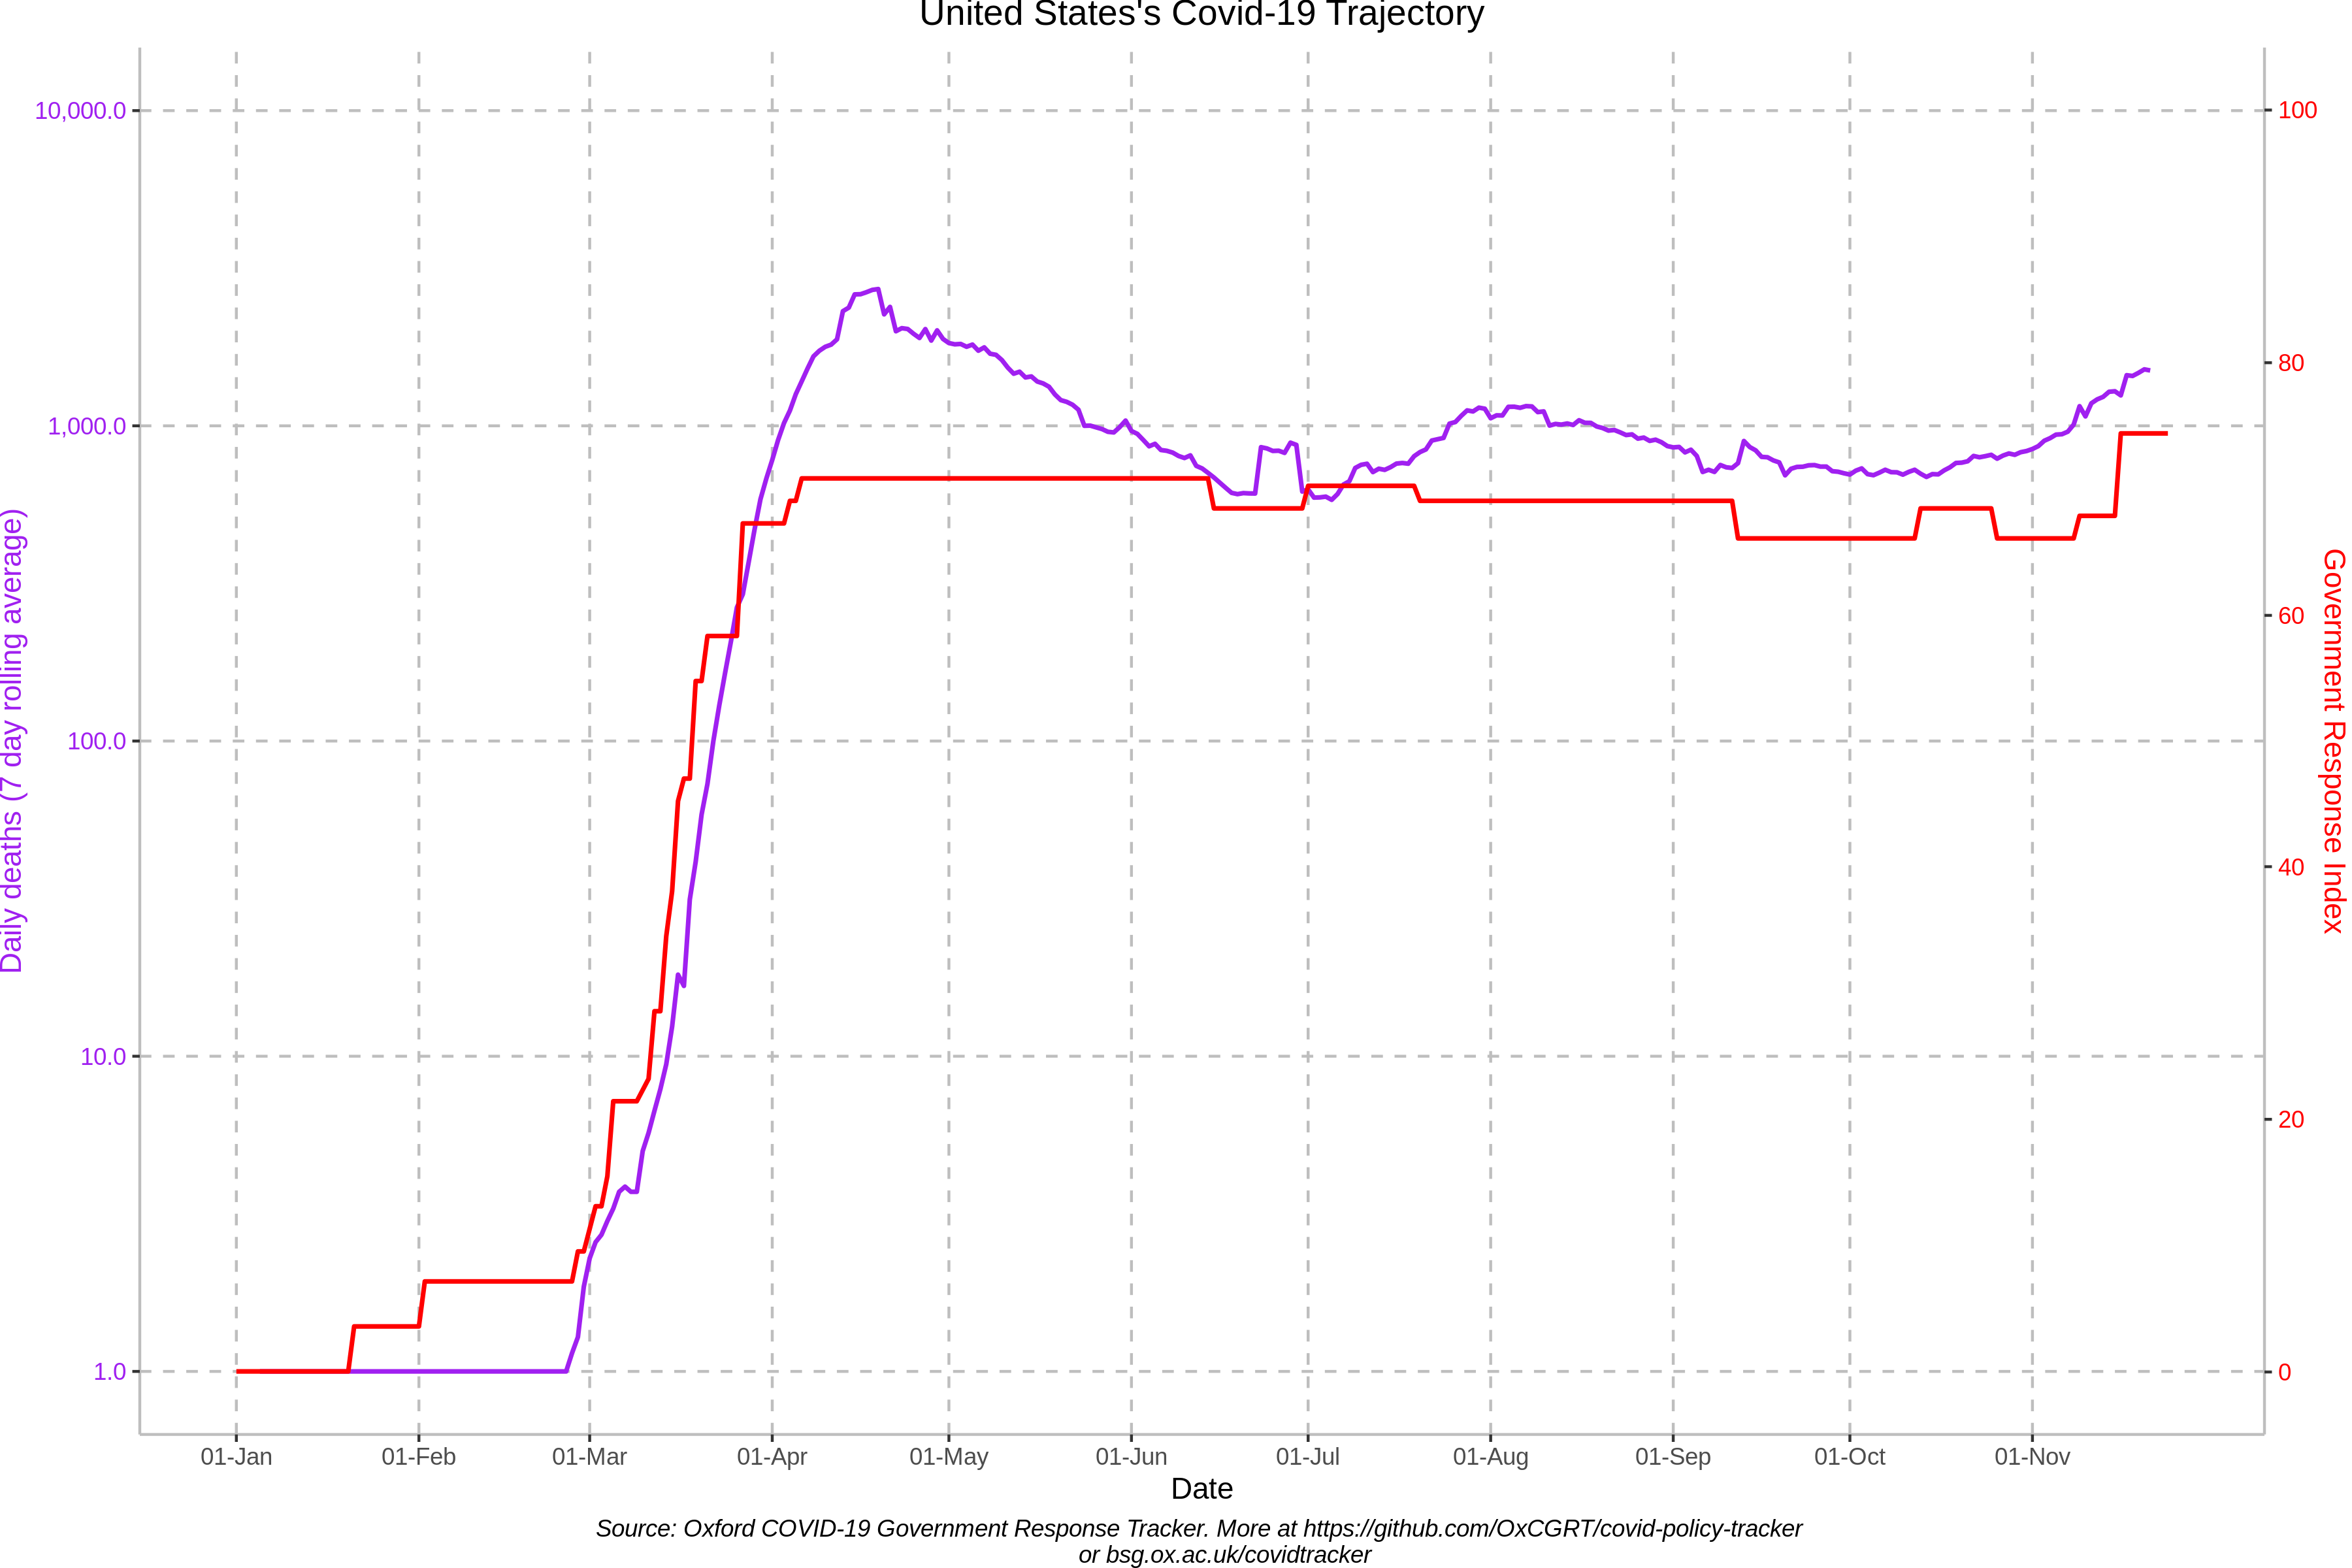 United States's Covid-19 Trajectory
10,000.0
1,000.0
100.0
10.0
1.0
Daily deaths (7 day rolling average)
100
80
60
40
20
0
Government Response Index
01-Jan
01-Feb
01-Mar
01-Apr
01-May
01-Jun
01-Jul
01-Aug
01-Sep
01-Oct
01-Nov
Date
Source: Oxford COVID-19 Government Response Tracker. More at https://github.com/OxCGRT/covid-policy-tracker
or bsg.ox.ac.uk/covidtracker